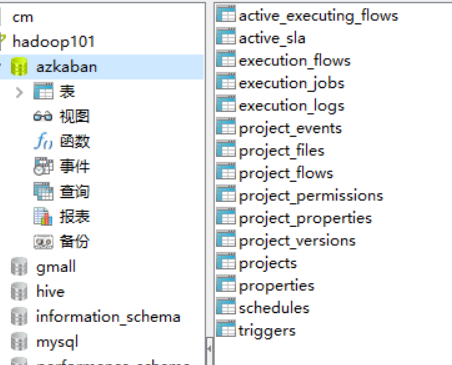 cm
hadoop101
azkaban
表
视图
函数
事件
查询
报表
备份
gmall
hive
information_schema
mysql
active_executing_flows
active_sla
execution_flows
execution_jobs
execution_logs
project_events
project_files
project_flows
project_permissions
project_properties
project_versions
projects
properties
schedules
triggers